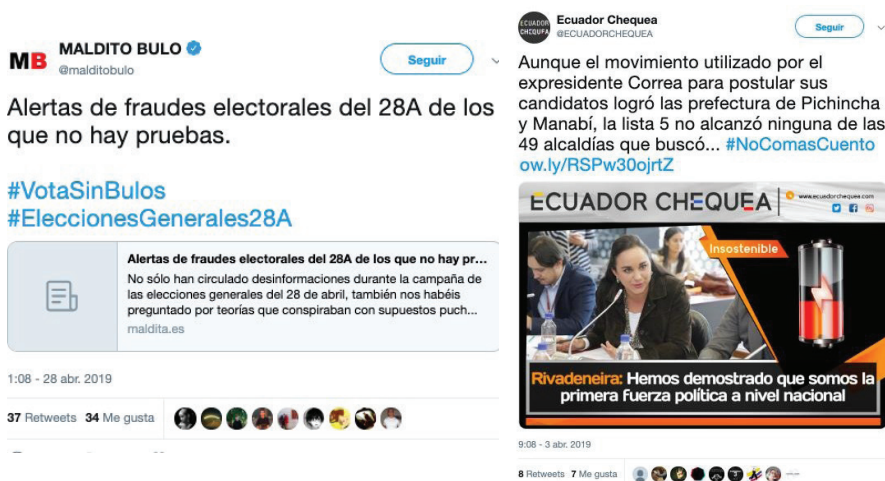 MB MALDITO BULO
@malditobulo
Seguir
Alertas de fraudes electorales del 28A de los
que no hay pruebas.
#VotaSinBulos
#EleccionesGenerales28A
Alertas de fraudes electorales del 28A de los que no hay pr...
No sólo han circulado desinformaciones durante la campaña de
las elecciones generales del 28 de abril, también nos habéis
preguntado por teorías que conspiraban con supuestos puch...
maldita.es
1:08 - 28 abr. 2019
37 Retweets 34 Me gusta
ECUADOR CHEQUEA
Ecuador Chequea
@ECUADORCHEQUEA
Seguir
Aunque el movimiento utilizado por el
expresidente Correa para postular sus
candidatos logró las prefectura de Pichincha
y Manabí, la lista 5 no alcanzó ninguna de las
49 alcaldías que buscó... #NoComasCuento
ow.ly/RSPw30ojrtZ
ECUADOR CHEQUEA
www.ecuadorchequea.com
Insostenible
Rivadeneira: Hemos demostrado que somos la
primera fuerza política a nivel nacional
9:08 - 3 abr. 2019
8 Retweets 7 Me gusta